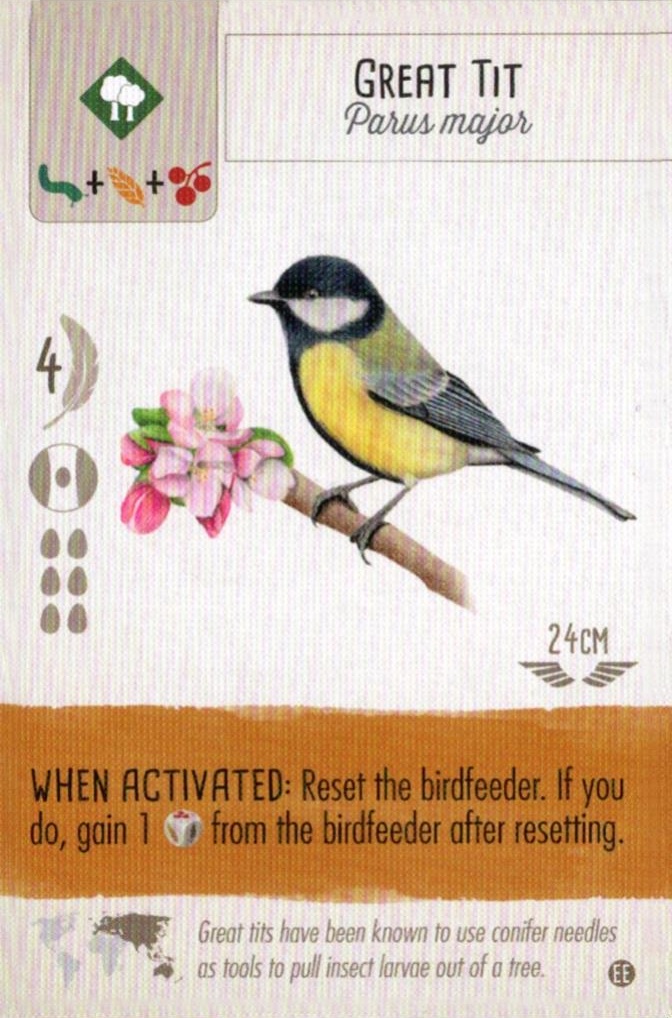 GREAT TIT
Parus major
+ +
4
24CM
WHEN ACTIVATED: Reset the birdfeeder. If you
do, gain 1 from the birdfeeder after resetting.
Great tits have been known to use conifer needles
as tools to pull insect larvae out of a tree.
EE